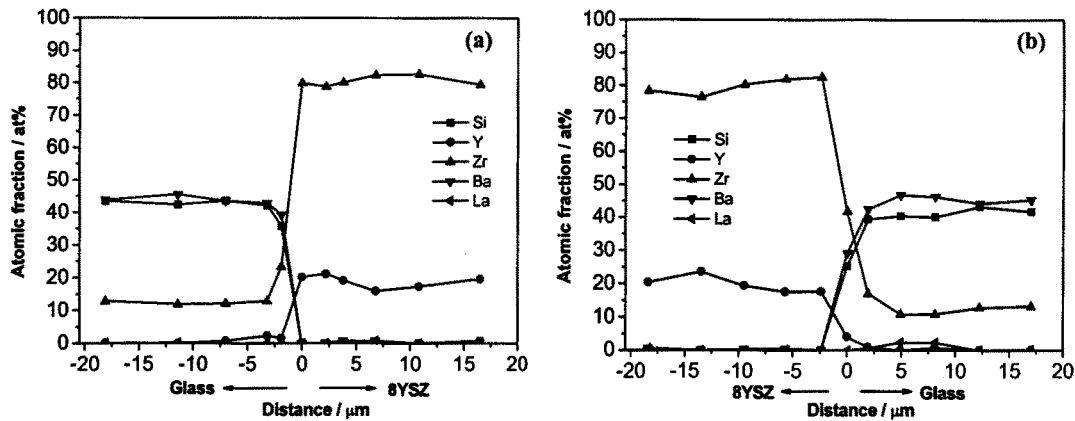 (a)
Atomic fraction / at%
100
90
80
70
60
50
40
30
20
10
0
Si
Y
Zr
Ba
La
-20 -15 -10 -5 0 5 10 15 20
Glass 8YSZ
Distance / μm
(b)
Atomic fraction / at%
100
90
80
70
60
50
40
30
20
10
0
Si
Y
Zr
Ba
La
-20 -15 -10 -5 0 5 10 15 20
8YSZ Glass
Distance / μm